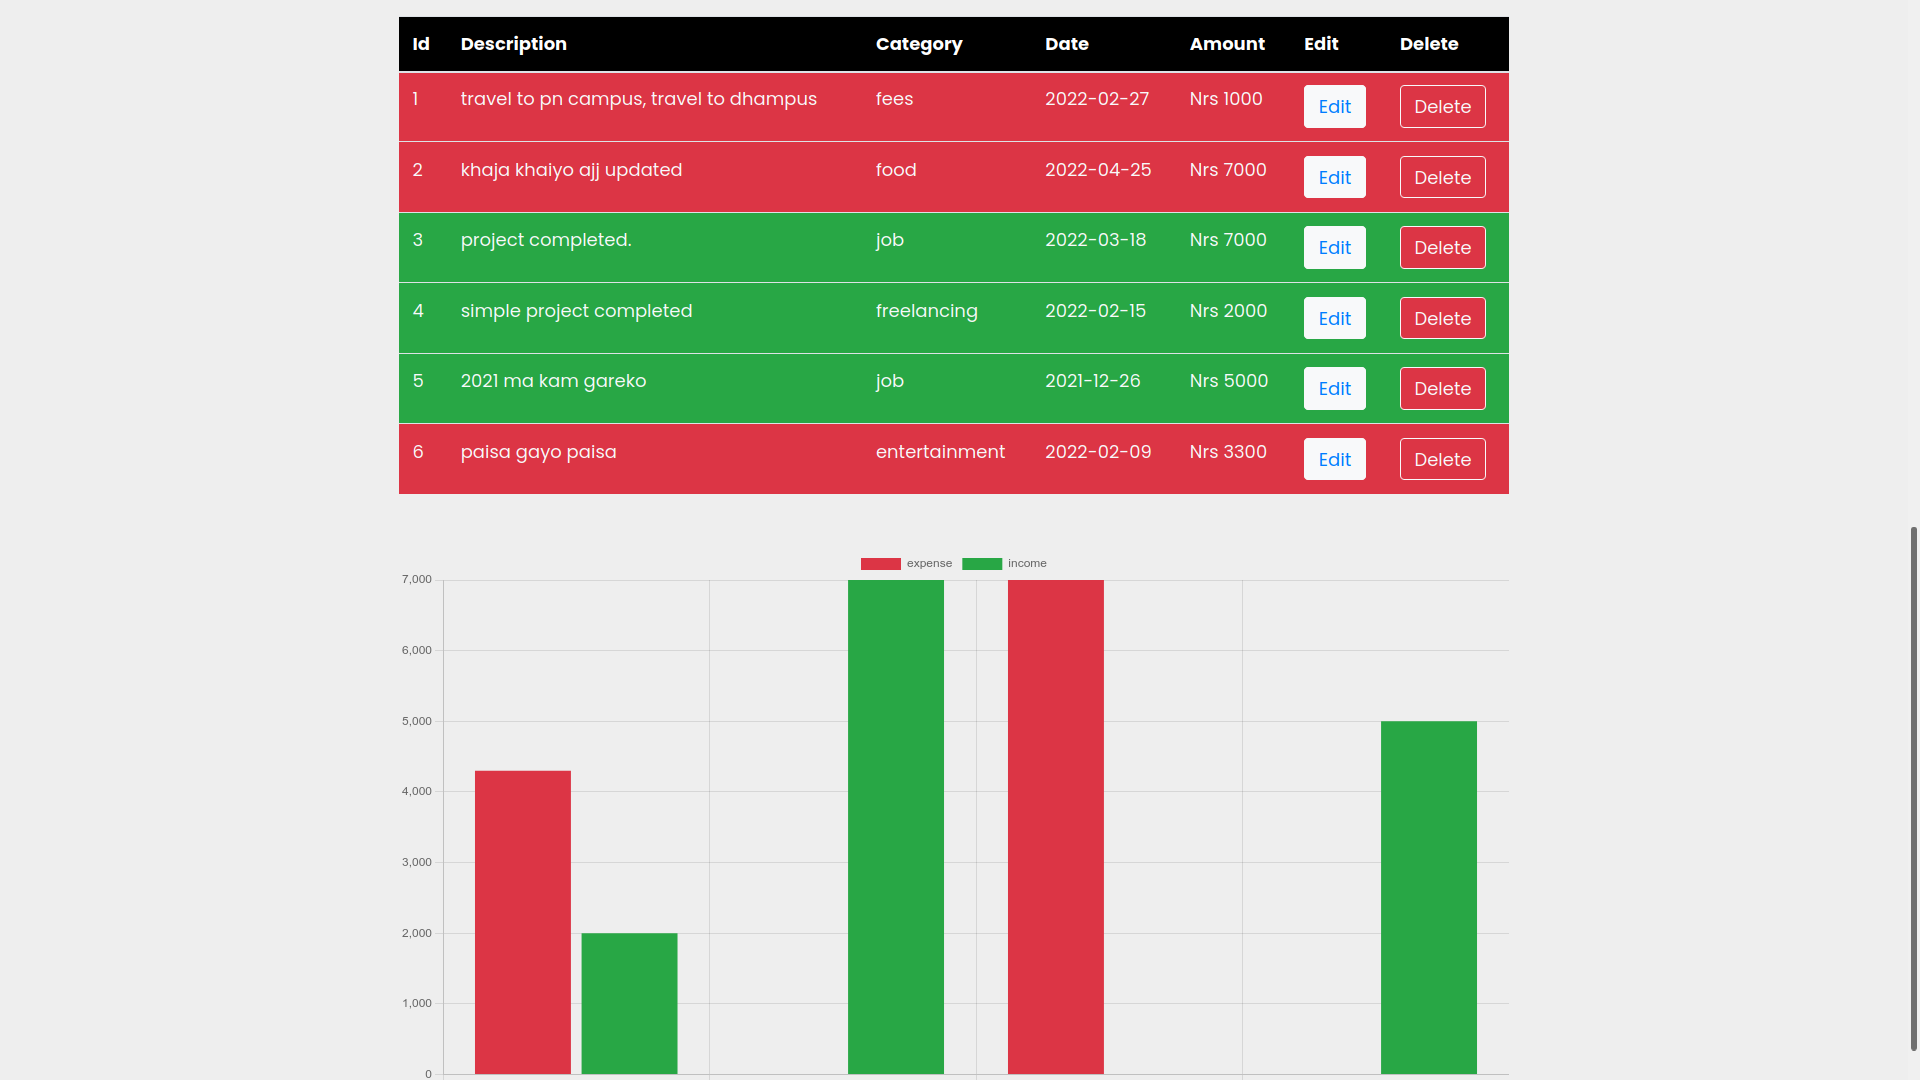 Id Description Category Date Amount Edit Delete
1 travel to pn campus, travel to dhampus fees 2022-02-27 Nrs 1000 Edit Delete
2 khaja khaiyo ajj updated food 2022-04-25 Nrs 7000 Edit Delete
3 project completed. job 2022-03-18 Nrs 7000 Edit Delete
4 simple project completed freelancing 2022-02-15 Nrs 2000 Edit Delete
5 2021 ma kam gareko job 2021-12-26 Nrs 5000 Edit Delete
6 paisa gayo paisa entertainment 2022-02-09 Nrs 3300 Edit Delete
expense income
7,000
6,000
5,000
4,000
3,000
2,000
1,000
0